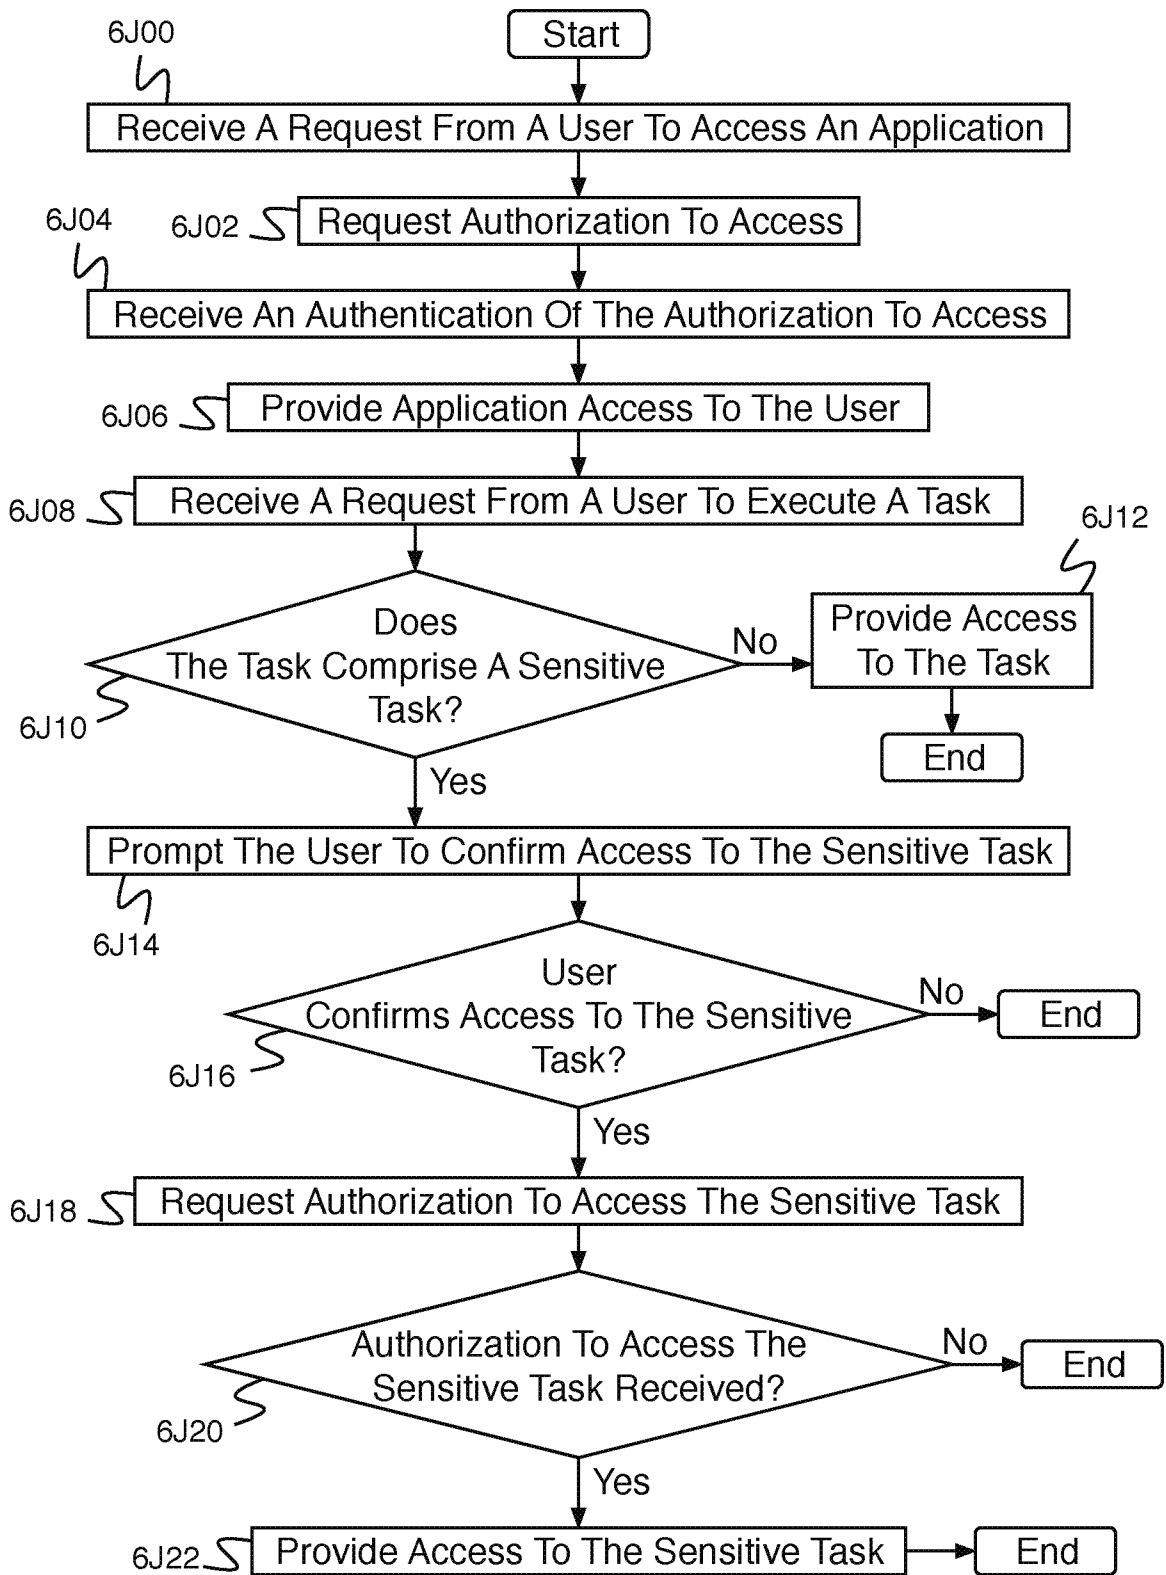 Start
6J00
Receive A Request From A User To Access An Application
6J02
Request Authorization To Access
6J04
Receive An Authentication Of The Authorization To Access
6J06
Provide Application Access To The User
6J08
Receive A Request From A User To Execute A Task
6J10
Does
The Task Comprise A Sensitive
Task?
No
6J12
Provide Access
To The Task
End
Yes
Prompt The User To Confirm Access To The Sensitive Task
6J14
User
Confirms Access To The Sensitive
Task?
6J16
No
End
Yes
6J18
Request Authorization To Access The Sensitive Task
Authorization To Access The
Sensitive Task Received?
6J20
No
End
Yes
6J22
Provide Access To The Sensitive Task
End